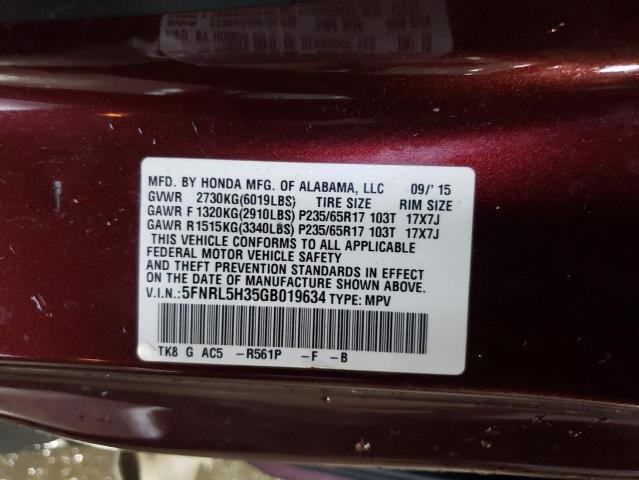 MFD. BY HONDA MFG. OF ALABAMA, LLC 09/'15
GVWR 2730KG(6019LBS) TIRE SIZE RIM SIZE
GAWR F 1320KG(2910LBS) P235/65R17 103T 17X7J
GAWR R1515KG(3340LBS) P235/65R17 103T 17X7J
THIS VEHICLE CONFORMS TO ALL APPLICABLE
FEDERAL MOTOR VEHICLE SAFETY
AND THEFT PREVENTION STANDARDS IN EFFECT
ON THE DATE OF MANUFACTURE SHOWN ABOVE.
V.I.N.:5FNRL5H35GB019634 TYPE: MPV
TK8 G AC5 -R561P -F -B